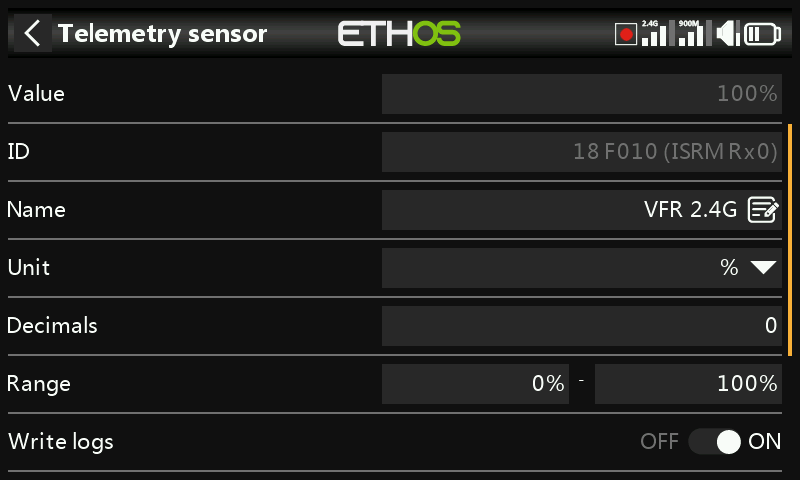 Telemetry sensor ETHOS 2.4G 900M
Value 100%
ID 18 F010 (ISRM Rx0)
Name VFR 2.4G
Unit %
Decimals 0
Range 0% - 100%
Write logs OFF ON